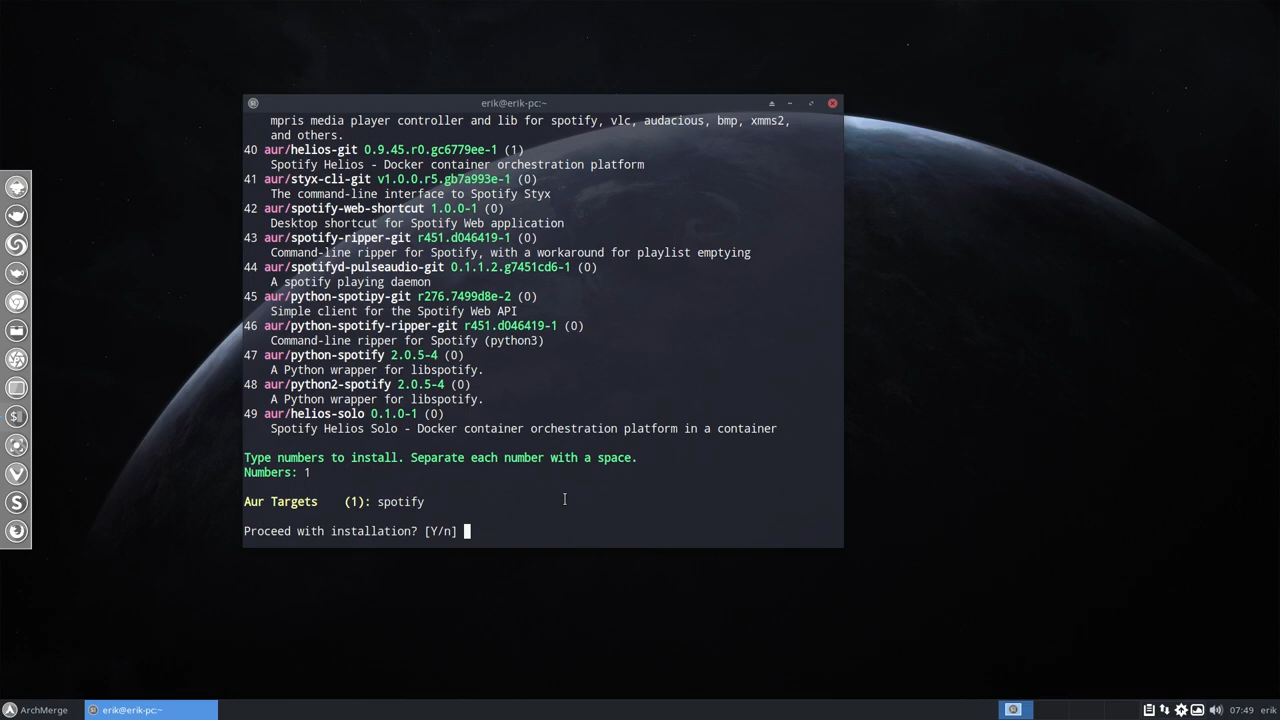 erik@erik-pc:~
mpris media player controller and lib for spotify, vlc, audacious, bmp, xmms2,
and others.
40 aur/helios-git 0.9.45.r0.gc6779ee-1 (1)
Spotify Helios - Docker container orchestration platform
41 aur/styx-cli-git v1.0.0.r5.gb7a993e-1 (0)
The command-line interface to Spotify Styx
42 aur/spotify-web-shortcut 1.0.0-1 (0)
Desktop shortcut for Spotify Web application
43 aur/spotify-ripper-git r451.d046419-1 (0)
Command-line ripper for Spotify, with a workaround for playlist emptying
44 aur/spotifyd-pulseaudio-git 0.1.1.2.g7451cd6-1 (0)
A spotify playing daemon
45 aur/python-spotipy-git r276.7499d8e-2 (0)
Simple client for the Spotify Web API
46 aur/python-spotify-ripper-git r451.d046419-1 (0)
Command-line ripper for Spotify (python3)
47 aur/python-spotify 2.0.5-4 (0)
A Python wrapper for libspotify.
48 aur/python2-spotify 2.0.5-4 (0)
A Python wrapper for libspotify.
49 aur/helios-solo 0.1.0-1 (0)
Spotify Helios Solo - Docker container orchestration platform in a container
Type numbers to install. Separate each number with a space.
Numbers: 1
Aur Targets (1): spotify
Proceed with installation? [Y/n]
ArchMerge
erik@erik-pc:~
07:49 erik